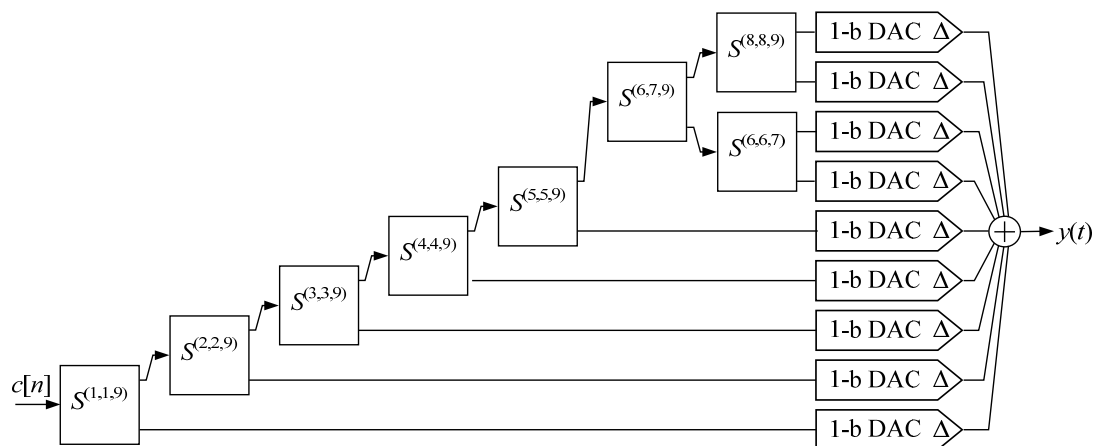 S(8,8,9)
1-b DAC Δ
1-b DAC Δ
S(6,7,9)
S(6,6,7)
1-b DAC Δ
1-b DAC Δ
S(5,5,9)
1-b DAC Δ
+
y(t)
S(4,4,9)
1-b DAC Δ
S(3,3,9)
1-b DAC Δ
S(2,2,9)
1-b DAC Δ
c[n]
S(1,1,9)
1-b DAC Δ